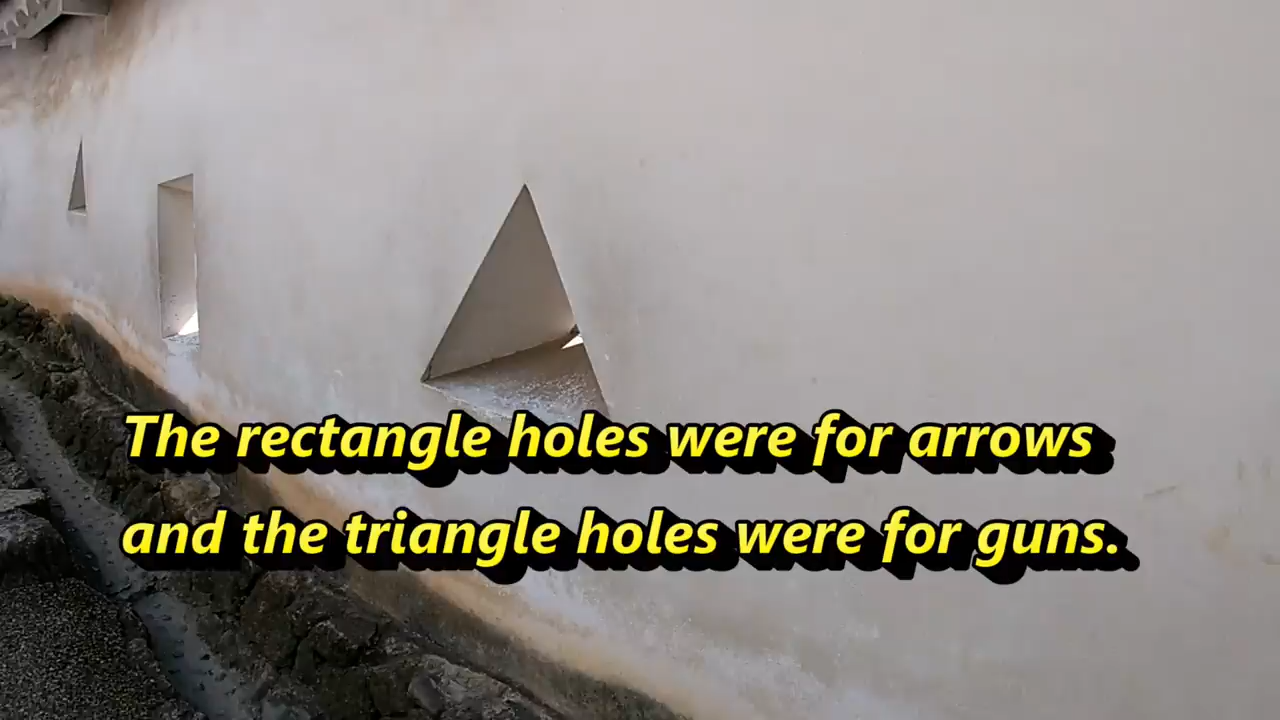 The rectangle holes were for arrows
and the triangle holes were for guns.